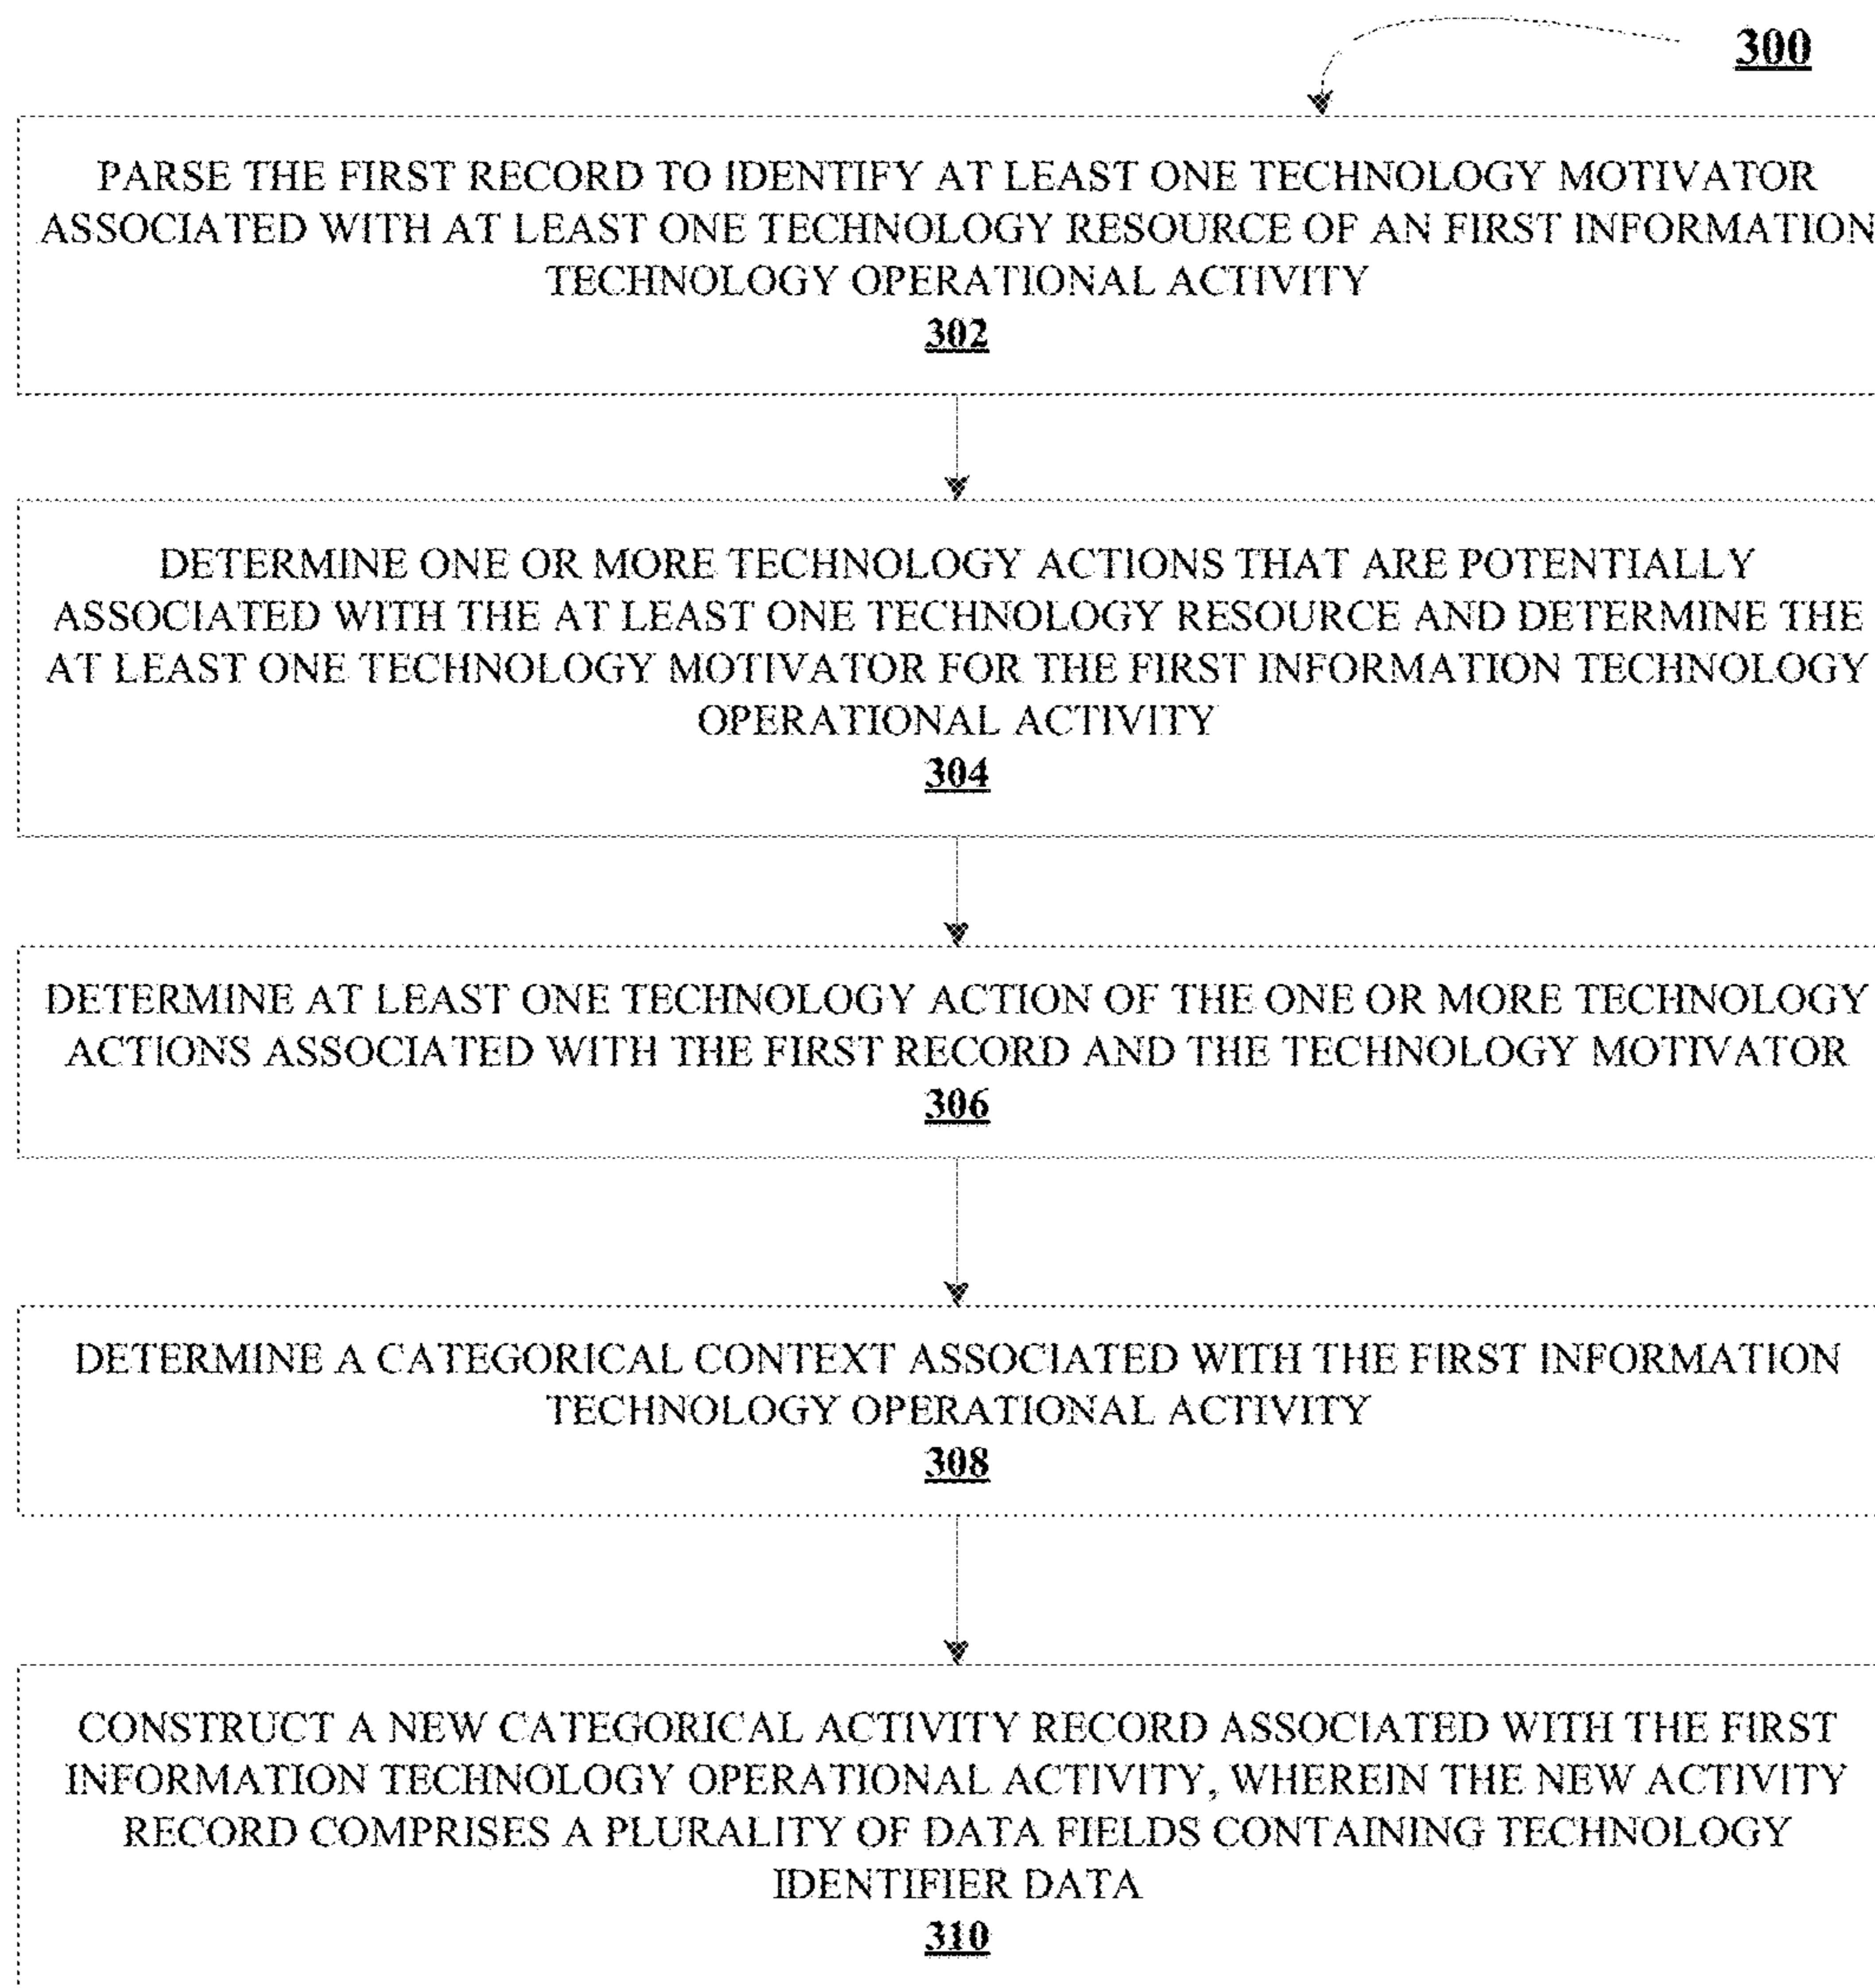 300
PARSE THE FIRST RECORD TO IDENTIFY AT LEAST ONE TECHNOLOGY MOTIVATOR
ASSOCIATED WITH AT LEAST ONE TECHNOLOGY RESOURCE OF AN FIRST INFORMATION
TECHNOLOGY OPERATIONAL ACTIVITY
302
DETERMINE ONE OR MORE TECHNOLOGY ACTIONS THAT ARE POTENTIALLY
ASSOCIATED WITH THE AT LEAST ONE TECHNOLOGY RESOURCE AND DETERMINE THE
AT LEAST ONE TECHNOLOGY MOTIVATOR FOR THE FIRST INFORMATION TECHNOLOGY
OPERATIONAL ACTIVITY
304
DETERMINE AT LEAST ONE TECHNOLOGY ACTION OF THE ONE OR MORE TECHNOLOGY
ACTIONS ASSOCIATED WITH THE FIRST RECORD AND THE TECHNOLOGY MOTIVATOR
306
DETERMINE A CATEGORICAL CONTEXT ASSOCIATED WITH THE FIRST INFORMATION
TECHNOLOGY OPERATIONAL ACTIVITY
308
CONSTRUCT A NEW CATEGORICAL ACTIVITY RECORD ASSOCIATED WITH THE FIRST
INFORMATION TECHNOLOGY OPERATIONAL ACTIVITY, WHEREIN THE NEW ACTIVITY
RECORD COMPRISES A PLURALITY OF DATA FIELDS CONTAINING TECHNOLOGY
IDENTIFIER DATA
310